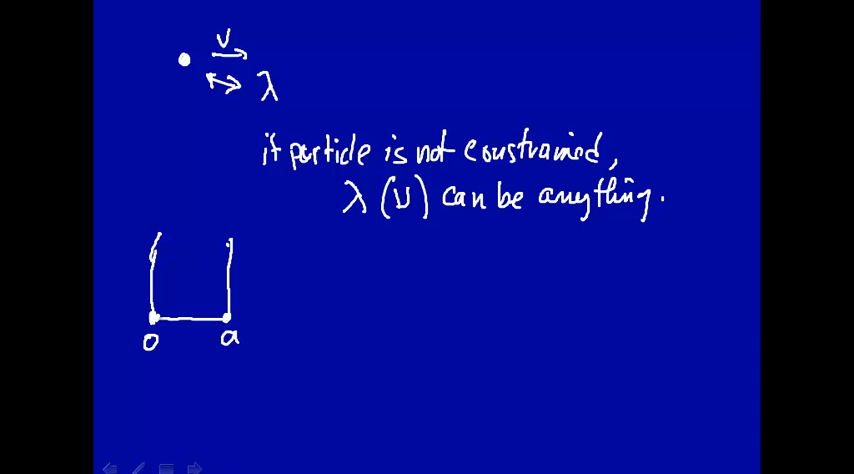 v
λ
if particle is not constrained,
λ (v) can be anything.
0 a